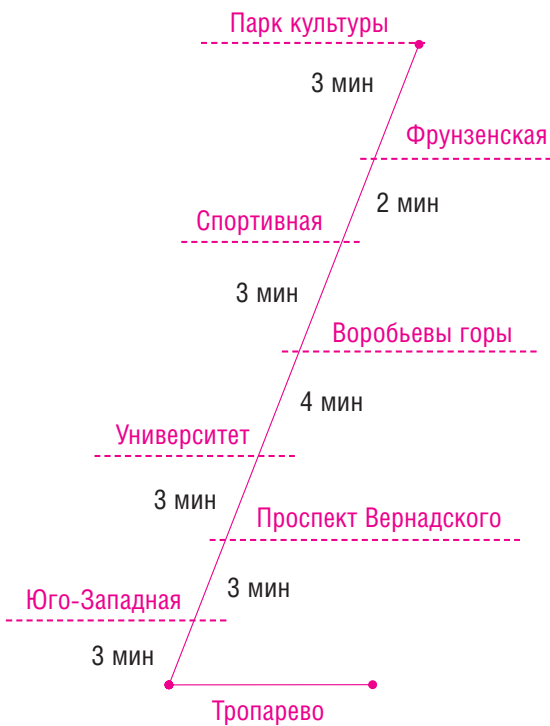 Парк культуры
3 мин
Фрунзенская
2 мин
Спортивная
3 мин
Воробьевы горы
4 мин
Университет
3 мин
Проспект Вернадского
3 мин
Юго-Западная
3 мин
Тропарево